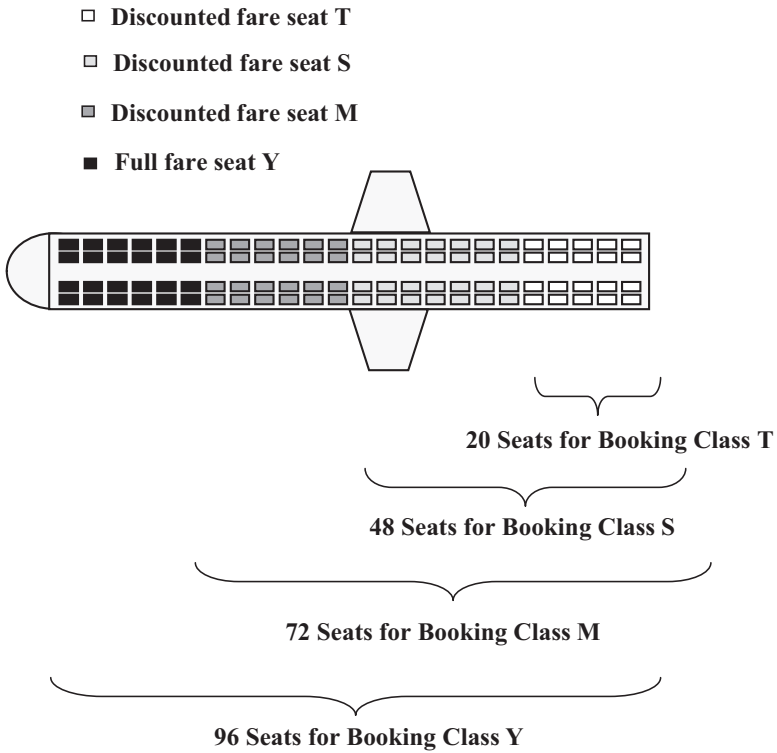 Discounted fare seat T
Discounted fare seat S
Discounted fare seat M
Full fare seat Y
20 Seats for Booking Class T
48 Seats for Booking Class S
72 Seats for Booking Class M
96 Seats for Booking Class Y